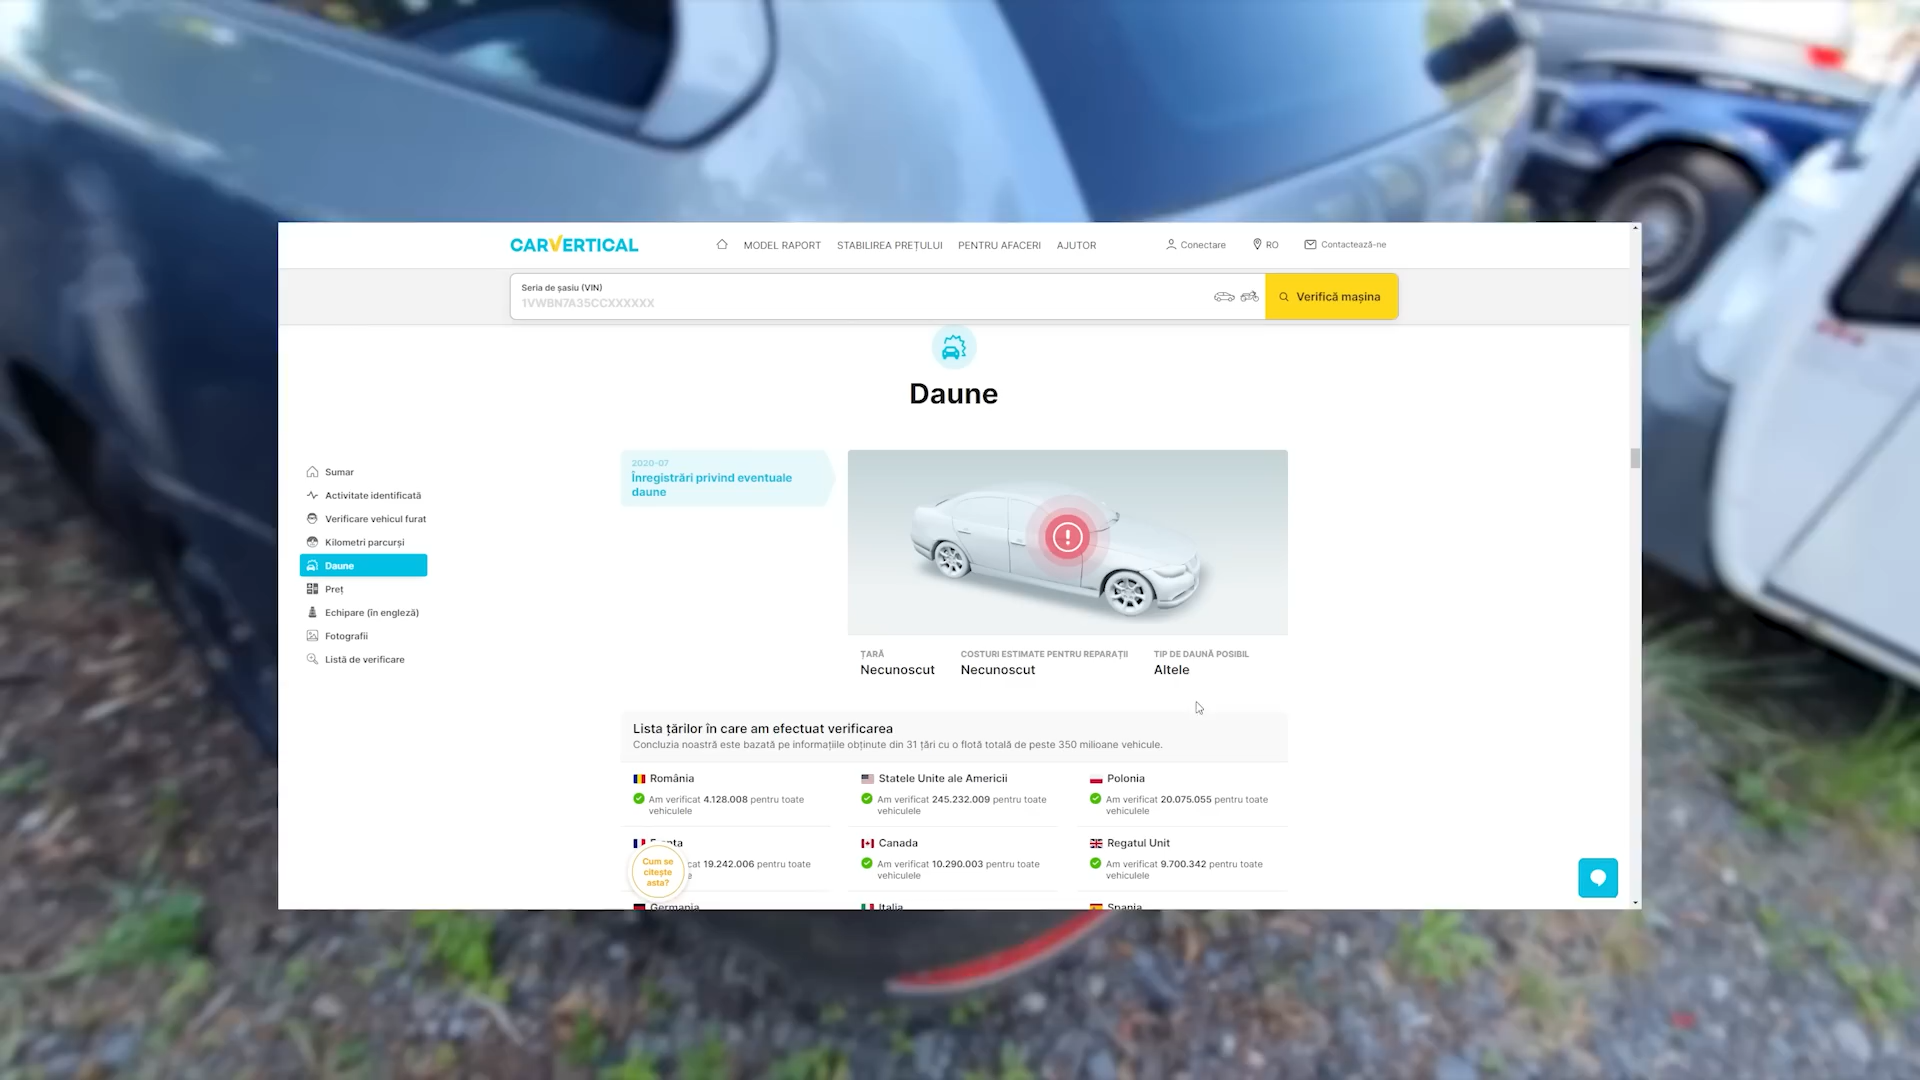 CARVERTICAL
MODEL RAPORT STABILIREA PREȚULUI PENTRU AFACERI AJUTOR Conectare RO Contactează-ne
Seria de șasiu (VIN)
1VWBN7A35CCXXXXXX
Verifică mașina
Daune
Sumar
Activitate identificată
Verificare vehicul furat
Kilometri parcurși
Daune
Preț
Echipare (în engleză)
Fotografii
Listă de verificare
2020-07
Înregistrări privind eventuale
daune
ȚARĂ COSTURI ESTIMATE PENTRU REPARAȚII TIP DE DAUNĂ POSIBIL
Necunoscut Necunoscut Altele
Lista țărilor în care am efectuat verificarea
Concluzia noastră este bazată pe informațiile obținute din 31 țări cu o flotă totală de peste 350 milioane vehicule.
România Statele Unite ale Americii Polonia
Am verificat 4.128.008 pentru toate Am verificat 245.232.009 pentru toate Am verificat 20.075.055 pentru toate
vehiculele vehiculele vehiculele
Canada Regatul Unit
19.242.006 pentru toate Am verificat 10.290.003 pentru toate Am verificat 9.700.342 pentru toate
vehiculele vehiculele
Cum se
citește
asta?
Germania Italia Spania